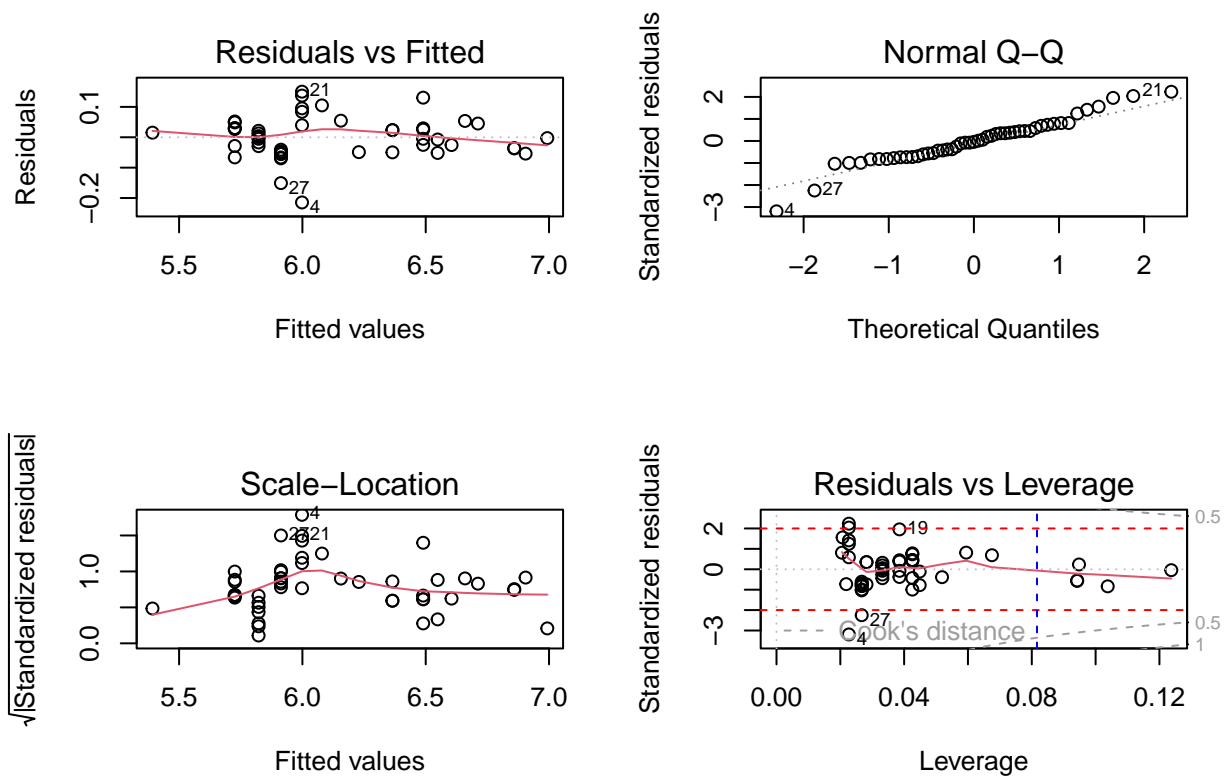 Residuals vs Fitted
Residuals
0.1
−0.2
21
27
4
5.5 6.0 6.5 7.0
Fitted values
Normal Q−Q
Standardized residuals
2
0
−3
21
27
4
−2 −1 0 1 2
Theoretical Quantiles
Scale−Location
√|Standardized residuals|
1.0
0.0
4
27
21
5.5 6.0 6.5 7.0
Fitted values
Residuals vs Leverage
Standardized residuals
2
0
−3
19
27
4
Cook's distance
0.5
0.5
1
0.00 0.04 0.08 0.12
Leverage